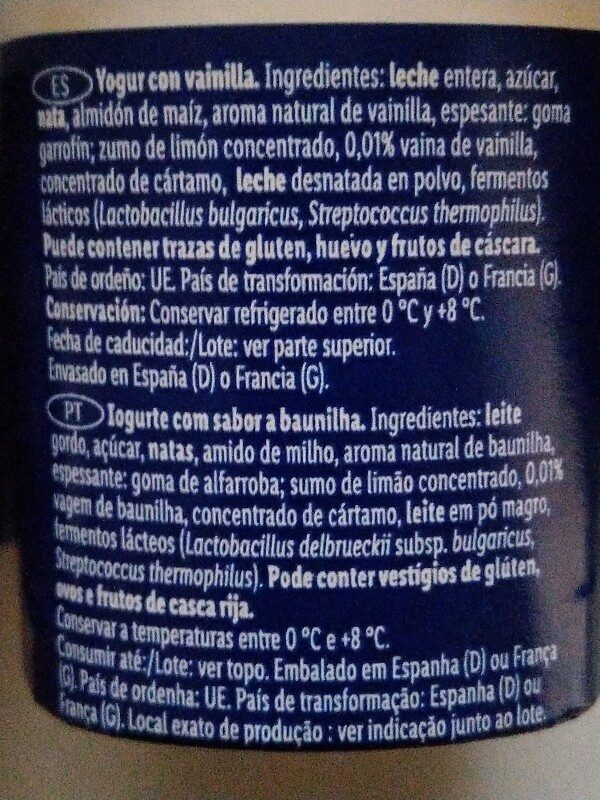 ES Yogur con vainilla. Ingredientes: leche entera, azúcar,
nata, almidón de maíz, aroma natural de vainilla, espesante: goma
garrofín; zumo de limón concentrado, 0,01% vaina de vainilla,
concentrado de cártamo, leche desnatada en polvo, fermentos
lácticos (Lactobacillus bulgaricus, Streptococcus thermophilus).
Puede contener trazas de gluten, huevo y frutos de cáscara.
País de ordeño: UE. País de transformación: España (D) o Francia (G).
Conservación: Conservar refrigerado entre 0 °C y +8 °C.
Fecha de caducidad:/Lote: ver parte superior.
Envasado en España (D) o Francia (G).
PT Iogurte com sabor a baunilha. Ingredientes: leite
gordo, açúcar, natas, amido de milho, aroma natural de baunilha,
espessante: goma de alfarroba; sumo de limão concentrado, 0,01%
vagem de baunilha, concentrado de cártamo, leite em pó magro,
fermentos lácteos (Lactobacillus delbrueckii subsp. bulgaricus,
Streptococcus thermophilus). Pode conter vestígios de glúten,
ovos e frutos de casca rija.
Conservar a temperaturas entre 0 °C e +8 °C.
Consumir até:/Lote: ver topo. Embalado em Espanha (D) ou França
(G). País de ordenha: UE. País de transformação: Espanha (D) ou
França (G). Local exato de produção : ver indicação junto ao lote.